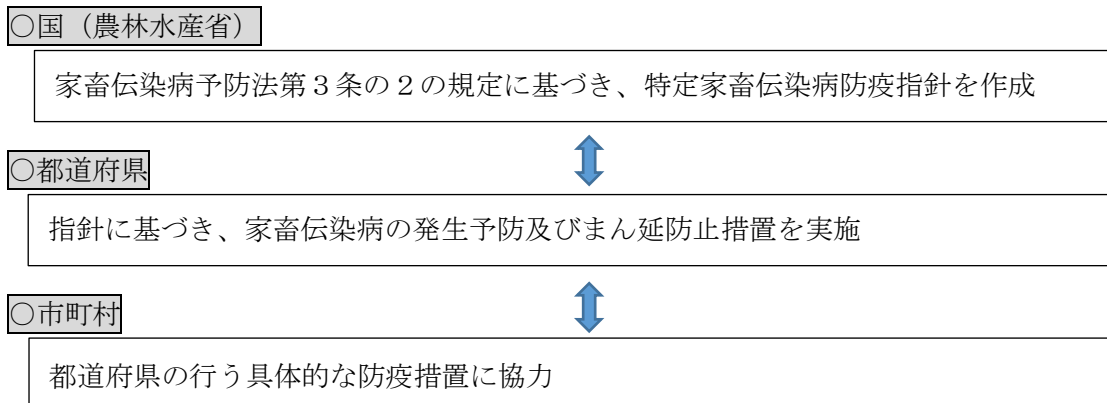 ○国（農林水産省）
家畜伝染病予防法第３条の２の規定に基づき、特定家畜伝染病防疫指針を作成
○都道府県
指針に基づき、家畜伝染病の発生予防及びまん延防止措置を実施
○市町村
都道府県の行う具体的な防疫措置に協力